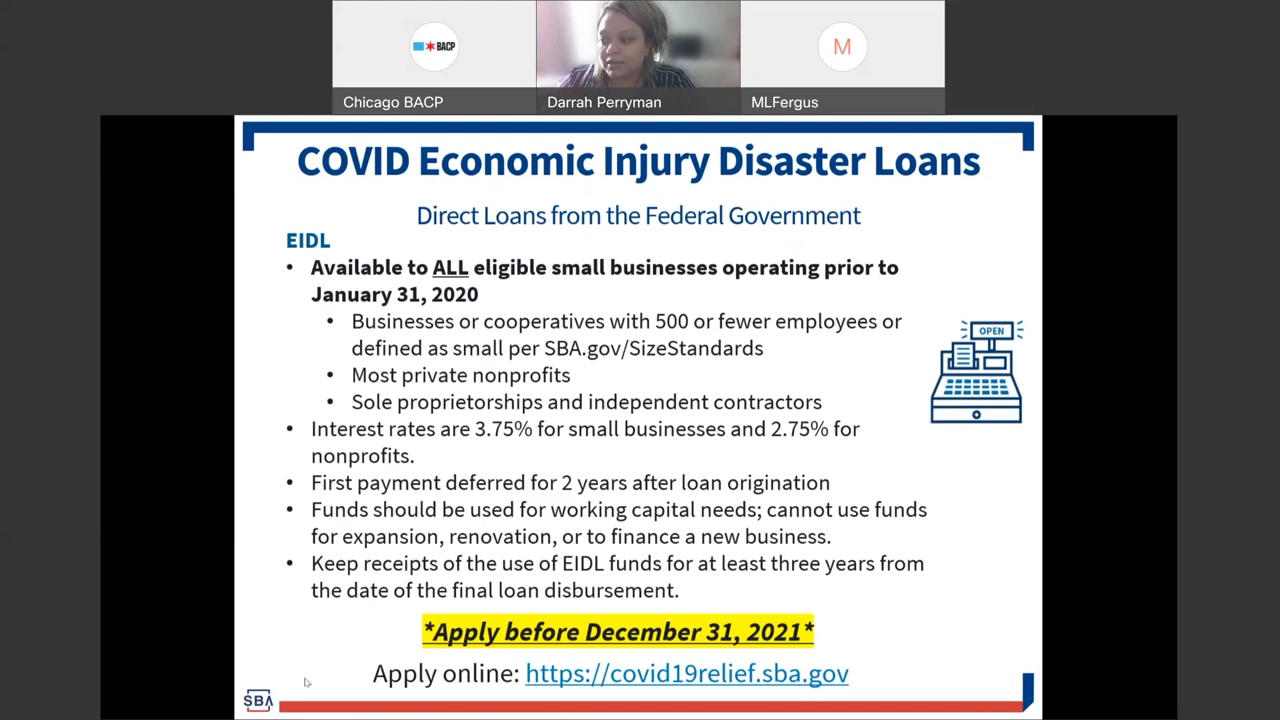 BACP
M
Chicago BACP
Darrah Perryman
MLFergus
COVID Economic Injury Disaster Loans
Direct Loans from the Federal Government
EIDL
• Available to ALL eligible small businesses operating prior to
January 31, 2020
• Businesses or cooperatives with 500 or fewer employees or
defined as small per SBA.gov/SizeStandards
• Most private nonprofits
• Sole proprietorships and independent contractors
OPEN
• Interest rates are 3.75% for small businesses and 2.75% for
nonprofits.
• First payment deferred for 2 years after loan origination
• Funds should be used for working capital needs; cannot use funds
for expansion, renovation, or to finance a new business.
• Keep receipts of the use of EIDL funds for at least three years from
the date of the final loan disbursement.
*Apply before December 31, 2021*
Apply online: https://covid19relief.sba.gov
SBA